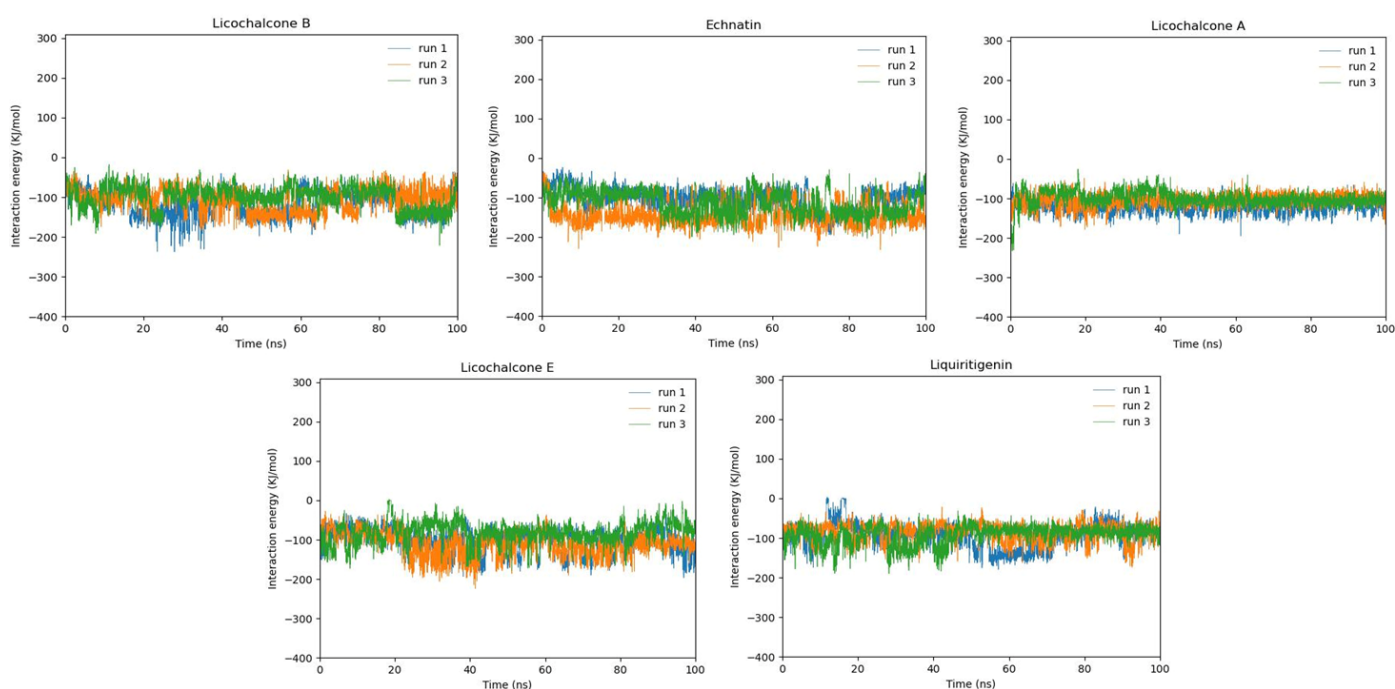 Licochalcone B
300
200
100
0
−100
−200
−300
−400
Interaction energy (KJ/mol)
run 1
run 2
run 3
0 20 40 60 80 100
Time (ns)
Echnatin
300
200
100
0
−100
−200
−300
−400
Interaction energy (KJ/mol)
run 1
run 2
run 3
0 20 40 60 80 100
Time (ns)
Licochalcone A
300
200
100
0
−100
−200
−300
−400
Interaction energy (KJ/mol)
run 1
run 2
run 3
0 20 40 60 80 100
Time (ns)
Licochalcone E
300
200
100
0
−100
−200
−300
−400
Interaction energy (KJ/mol)
run 1
run 2
run 3
0 20 40 60 80 100
Time (ns)
Liquiritigenin
300
200
100
0
−100
−200
−300
−400
Interaction energy (KJ/mol)
run 1
run 2
run 3
0 20 40 60 80 100
Time (ns)